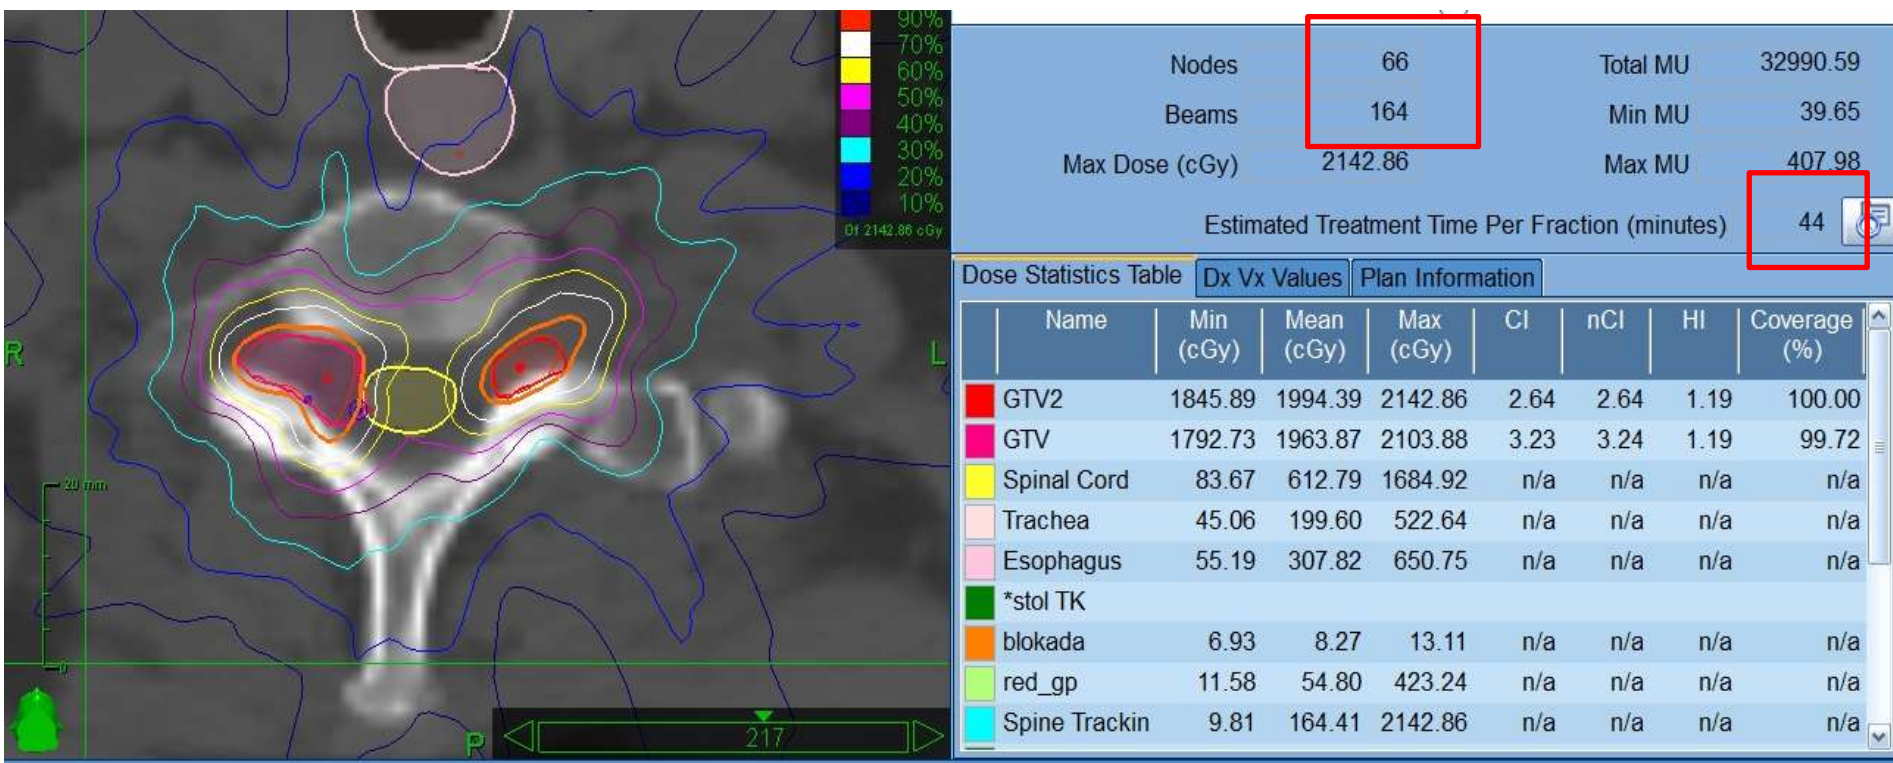 90%
70%
60%
50%
40%
30%
20%
10%
Of 2142.86 cGy
R
L
20 mm
0
P
217
Nodes 66 Total MU 32990.59
Beams 164 Min MU 39.65
Max Dose (cGy) 2142.86 Max MU 407.98
Estimated Treatment Time Per Fraction (minutes) 44
Dose Statistics Table Dx Vx Values Plan Information
Name Min (cGy) Mean (cGy) Max (cGy) CI nCI HI Coverage (%)
GTV2 1845.89 1994.39 2142.86 2.64 2.64 1.19 100.00
GTV 1792.73 1963.87 2103.88 3.23 3.24 1.19 99.72
Spinal Cord 83.67 612.79 1684.92 n/a n/a n/a n/a
Trachea 45.06 199.60 522.64 n/a n/a n/a n/a
Esophagus 55.19 307.82 650.75 n/a n/a n/a n/a
*stol TK
blokada 6.93 8.27 13.11 n/a n/a n/a n/a
red_gp 11.58 54.80 423.24 n/a n/a n/a n/a
Spine Trackin 9.81 164.41 2142.86 n/a n/a n/a n/a